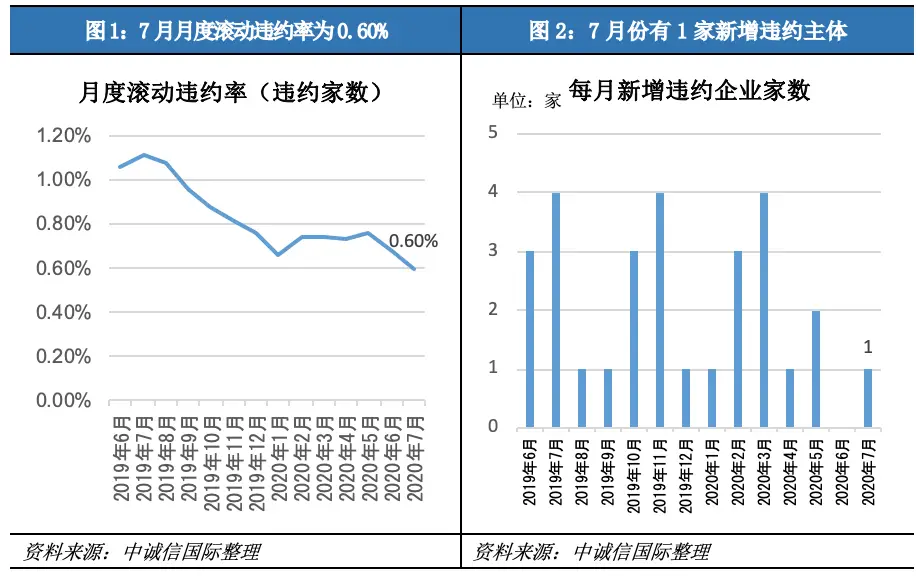 图1：7月月度滚动违约率为0.60%
月度滚动违约率（违约家数）
1.20%
1.00%
0.80%
0.60%
0.40%
0.20%
0.00%
0.60%
2019年6月
2019年7月
2019年8月
2019年9月
2019年10月
2019年11月
2019年12月
2020年1月
2020年2月
2020年3月
2020年4月
2020年5月
2020年6月
2020年7月
资料来源：中诚信国际整理
图2：7月份有1家新增违约主体
单位：家 每月新增违约企业家数
5
4
3
2
1
0
1
2019年6月
2019年7月
2019年8月
2019年9月
2019年10月
2019年11月
2019年12月
2020年1月
2020年2月
2020年3月
2020年4月
2020年5月
2020年6月
2020年7月
资料来源：中诚信国际整理